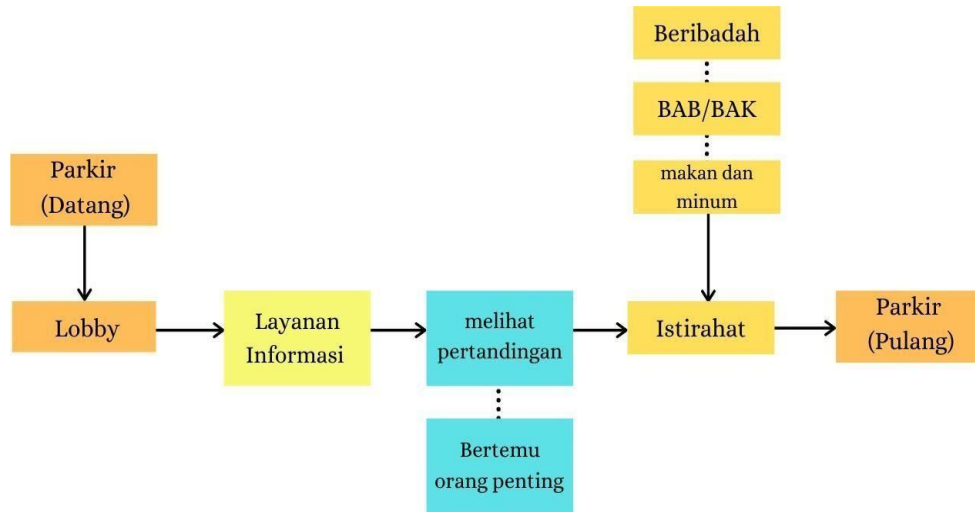 Beribadah
BAB/BAK
makan dan
minum
Parkir
(Datang)
Lobby
Layanan
Informasi
melihat
pertandingan
Istirahat
Parkir
(Pulang)
Bertemu
orang penting